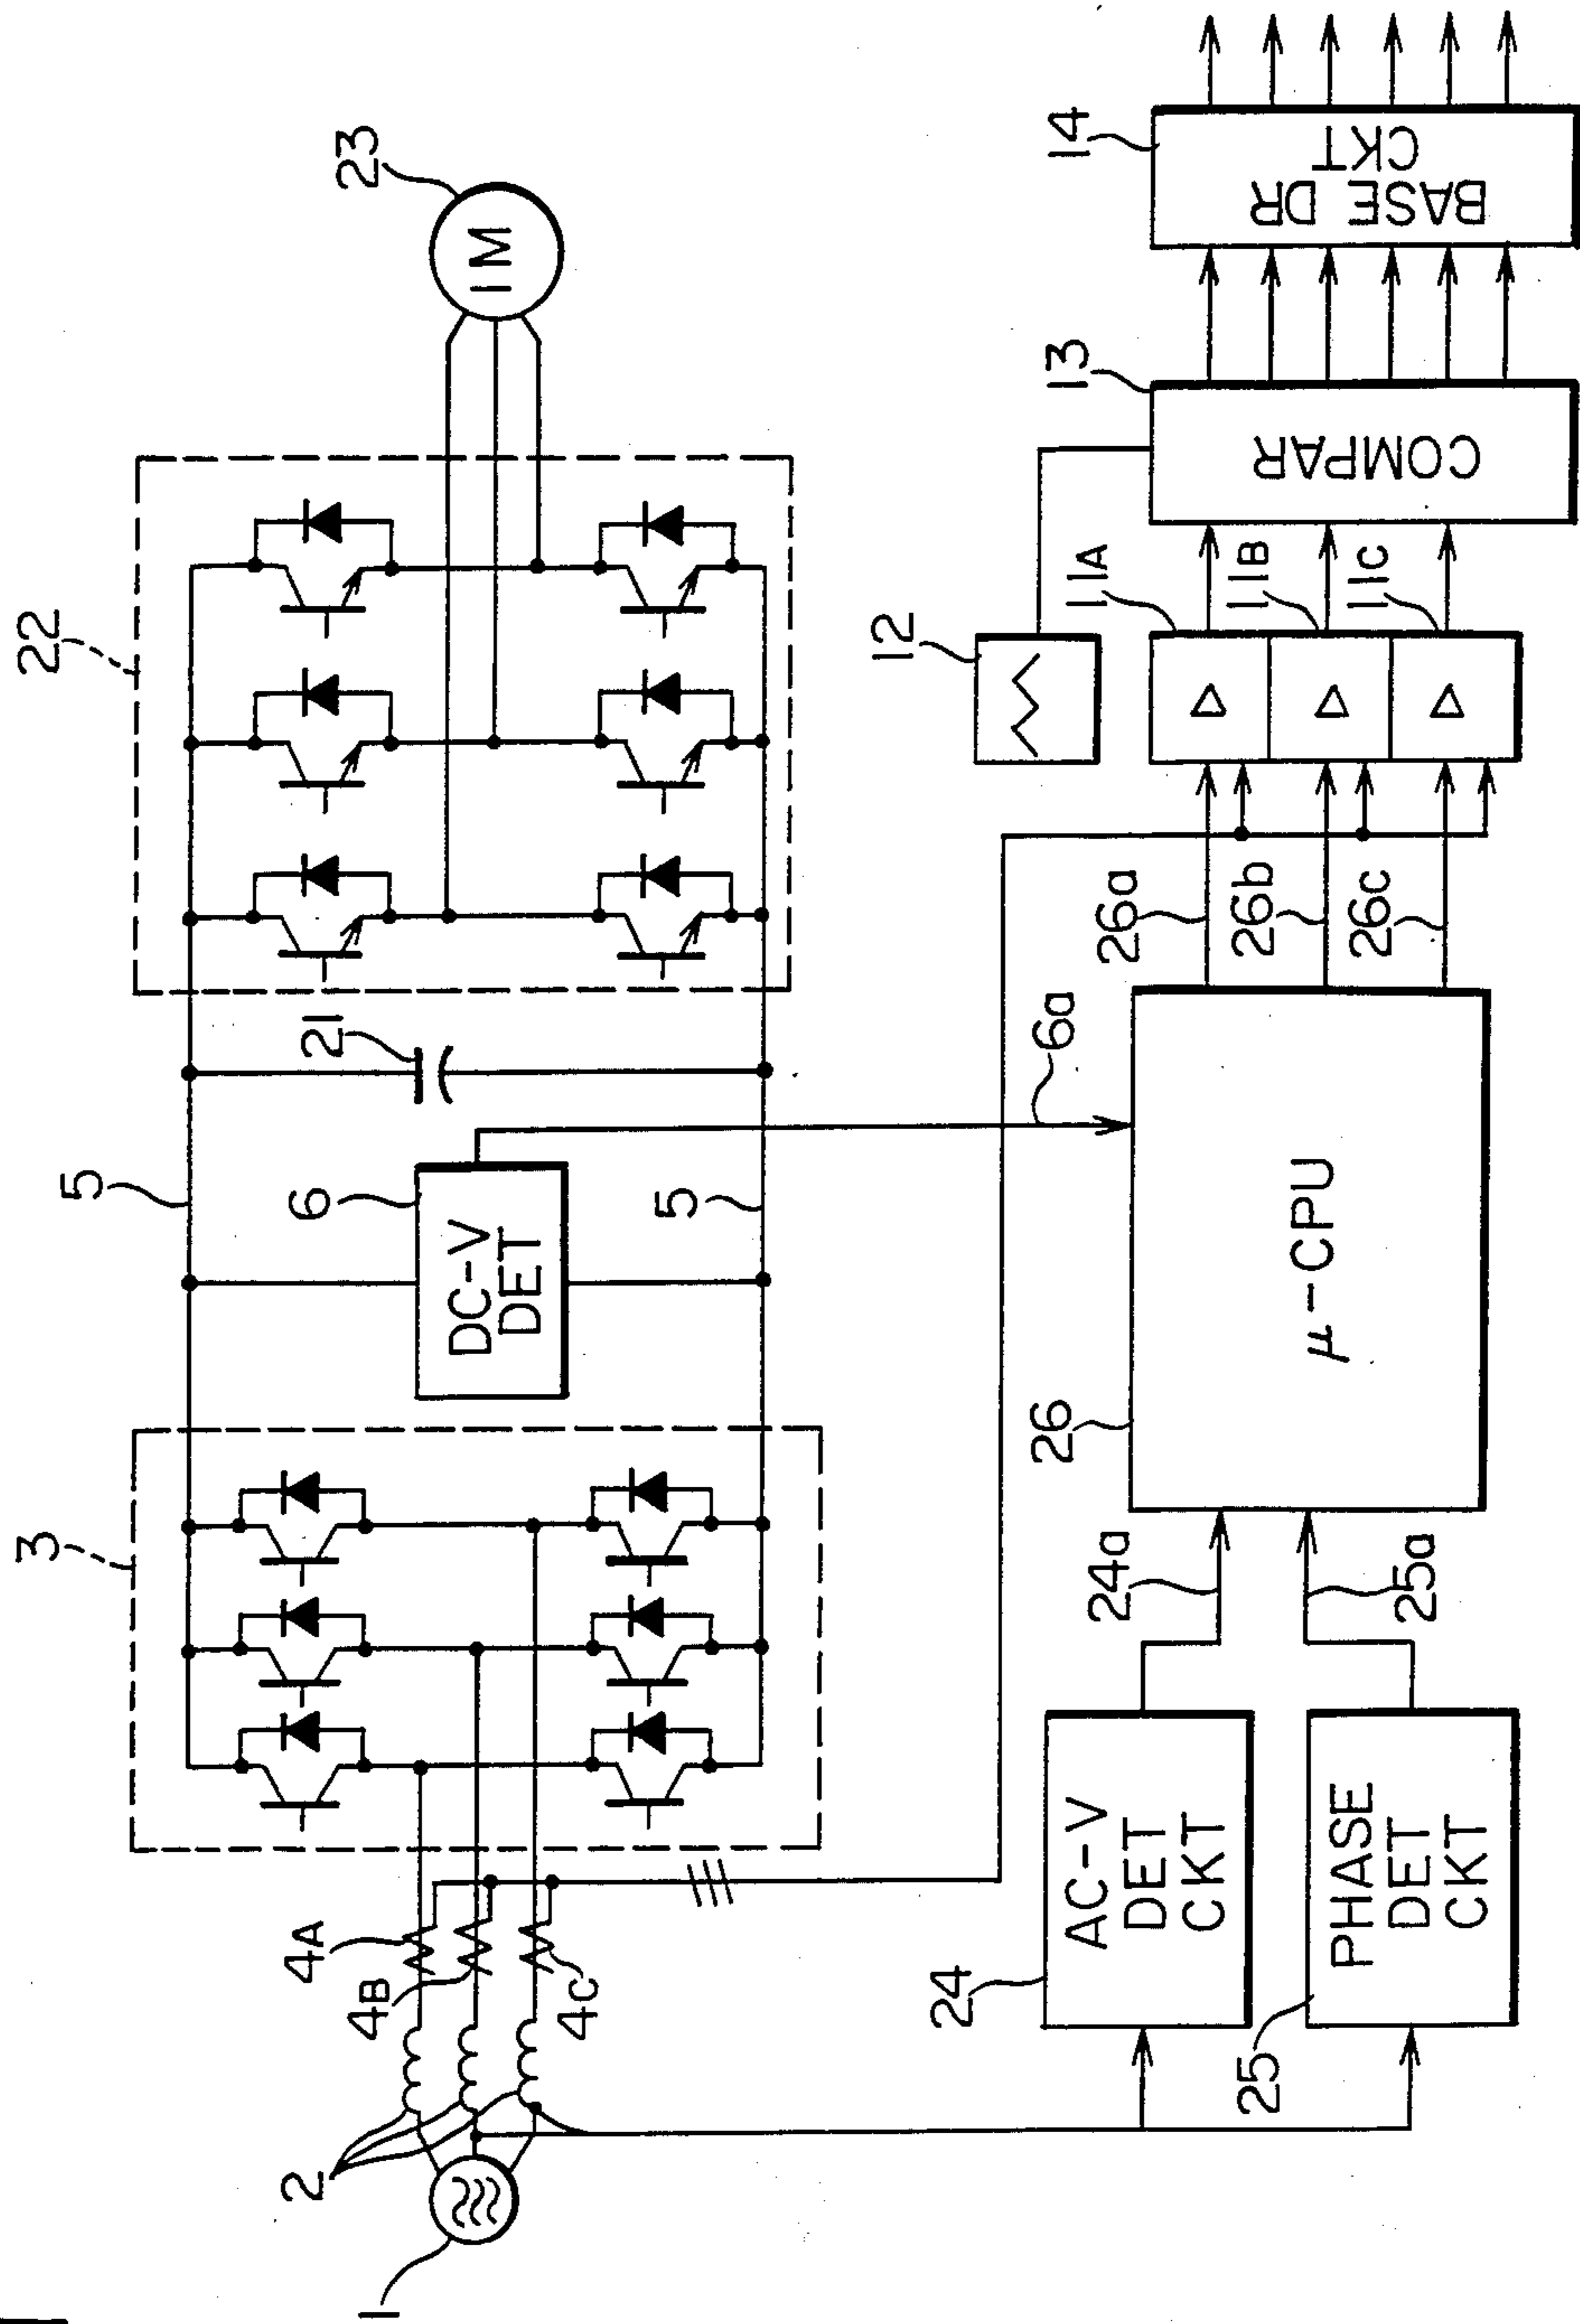 22
23
3
5
21
6
DC-V
DET
5
IM
2
1
4A
4B
4C
12
11A
11B
11C
13
14
COMPAR
BASE DR
CKT
6a
26a
26b
26c
26
μ-CPU
24a
25a
24
AC-V
DET
CKT
25
PHASE
DET
CKT